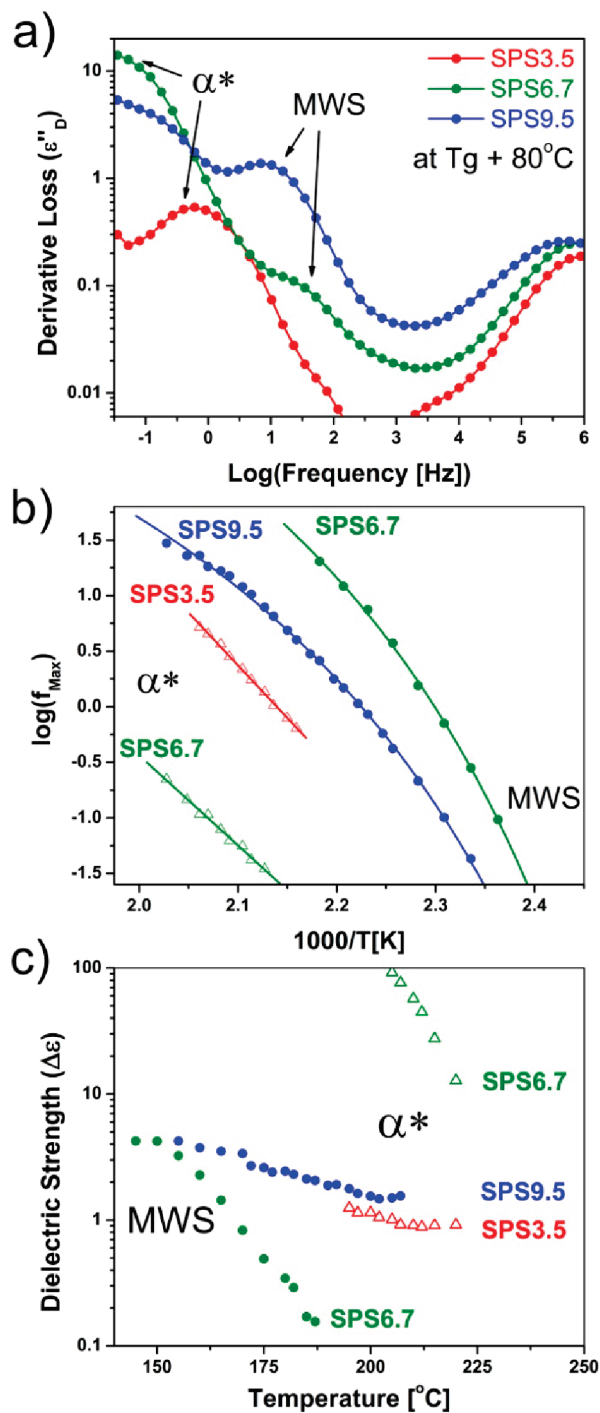 a)
10
1
0.1
0.01
Derivative Loss (ε"D)
α*
MWS
SPS3.5
SPS6.7
SPS9.5
at Tg + 80°C
-1 0 1 2 3 4 5 6
Log(Frequency [Hz])
b)
1.5
1.0
0.5
0.0
-0.5
-1.0
-1.5
log(fMax)
SPS9.5
SPS6.7
SPS3.5
α*
SPS6.7
MWS
2.0 2.1 2.2 2.3 2.4
1000/T[K]
c)
100
10
1
0.1
Dielectric Strength (Δε)
SPS6.7
α*
SPS9.5
MWS
SPS3.5
SPS6.7
150 175 200 225 250
Temperature [°C]